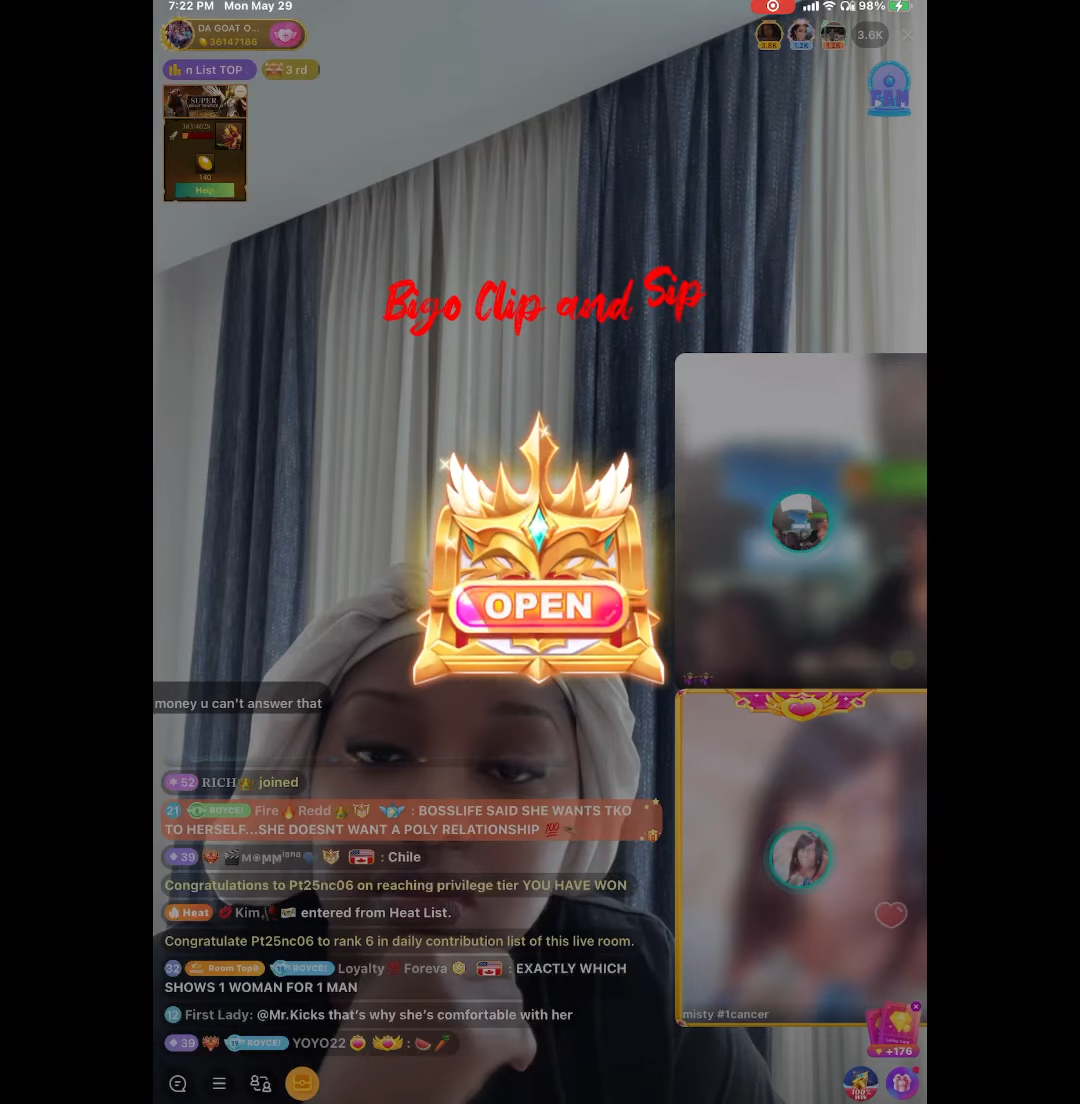 7:22 PM Mon May 29
98%
DA GOAT O...
36147186
1.2K
3.6K
n List TOP
3 rd
FAN
SUPER
140
Help
Bigo Clip and Sip
OPEN
money u can't answer that
52 RICH joined
21 ROYCE! Fire🔥Redd : BOSSLIFE SAID SHE WANTS TKO
TO HERSELF...SHE DOESNT WANT A POLY RELATIONSHIP 💯
39 : Chile
Congratulations to Pt25nc06 on reaching privilege tier YOU HAVE WON
Heat Kim, entered from Heat List.
Congratulate Pt25nc06 to rank 6 in daily contribution list of this live room.
32 Room Top8 ROYCE! Loyalty Foreva : EXACTLY WHICH
SHOWS 1 WOMAN FOR 1 MAN
12 First Lady: @Mr.Kicks that's why she's comfortable with her
39 ROYCE! YOYO22 : 🍉🥕
misty #1cancer
+176
100%
WIN